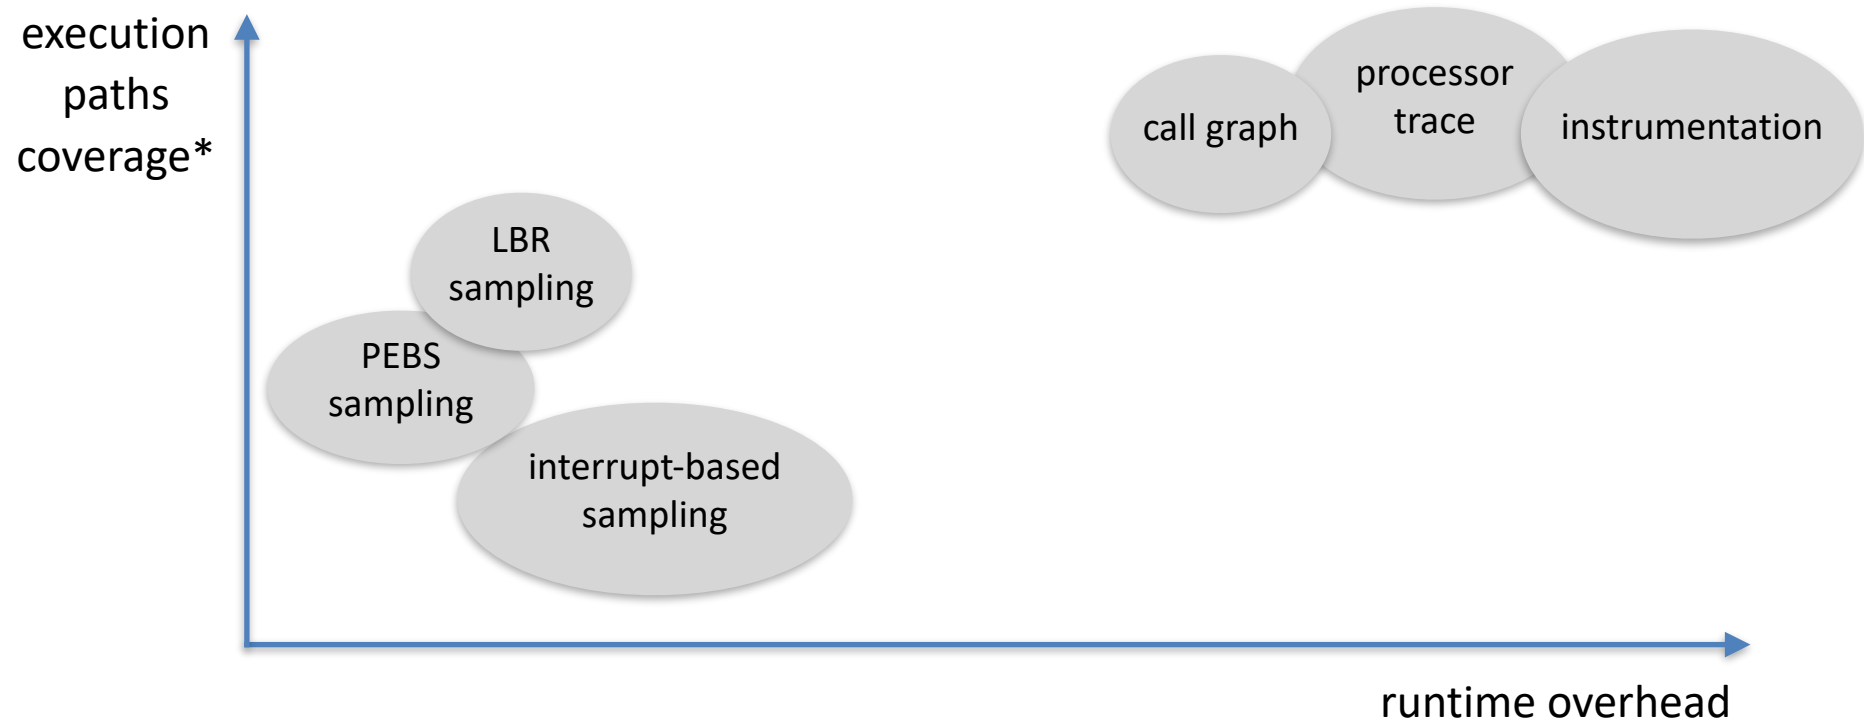 execution
paths
coverage*
processor
trace
call graph
instrumentation
LBR
sampling
PEBS
sampling
interrupt-based
sampling
runtime overhead